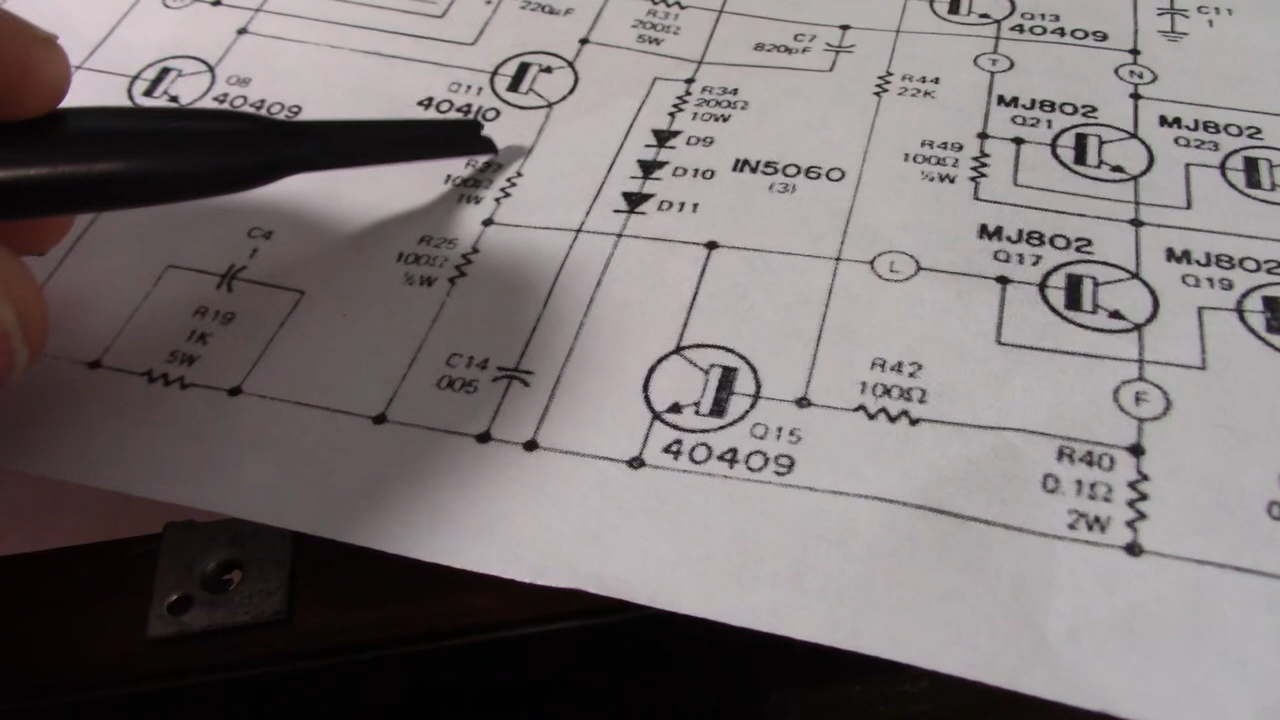 220µF
R31
200Ω
5W
C7
820pF
Q13
40409
C11
1
T
N
Q8
40409
Q11
40410
R34
200Ω
10W
D9
D10
D11
IN5060
(3)
R44
22K
MJ802
Q21
MJ802
Q23
R49
100Ω
½W
100Ω
1W
C4
1
R19
1K
5W
R25
100Ω
½W
C14
.005
L
MJ802
Q17
MJ802
Q19
F
R42
100Ω
Q15
40409
R40
0.1Ω
2W